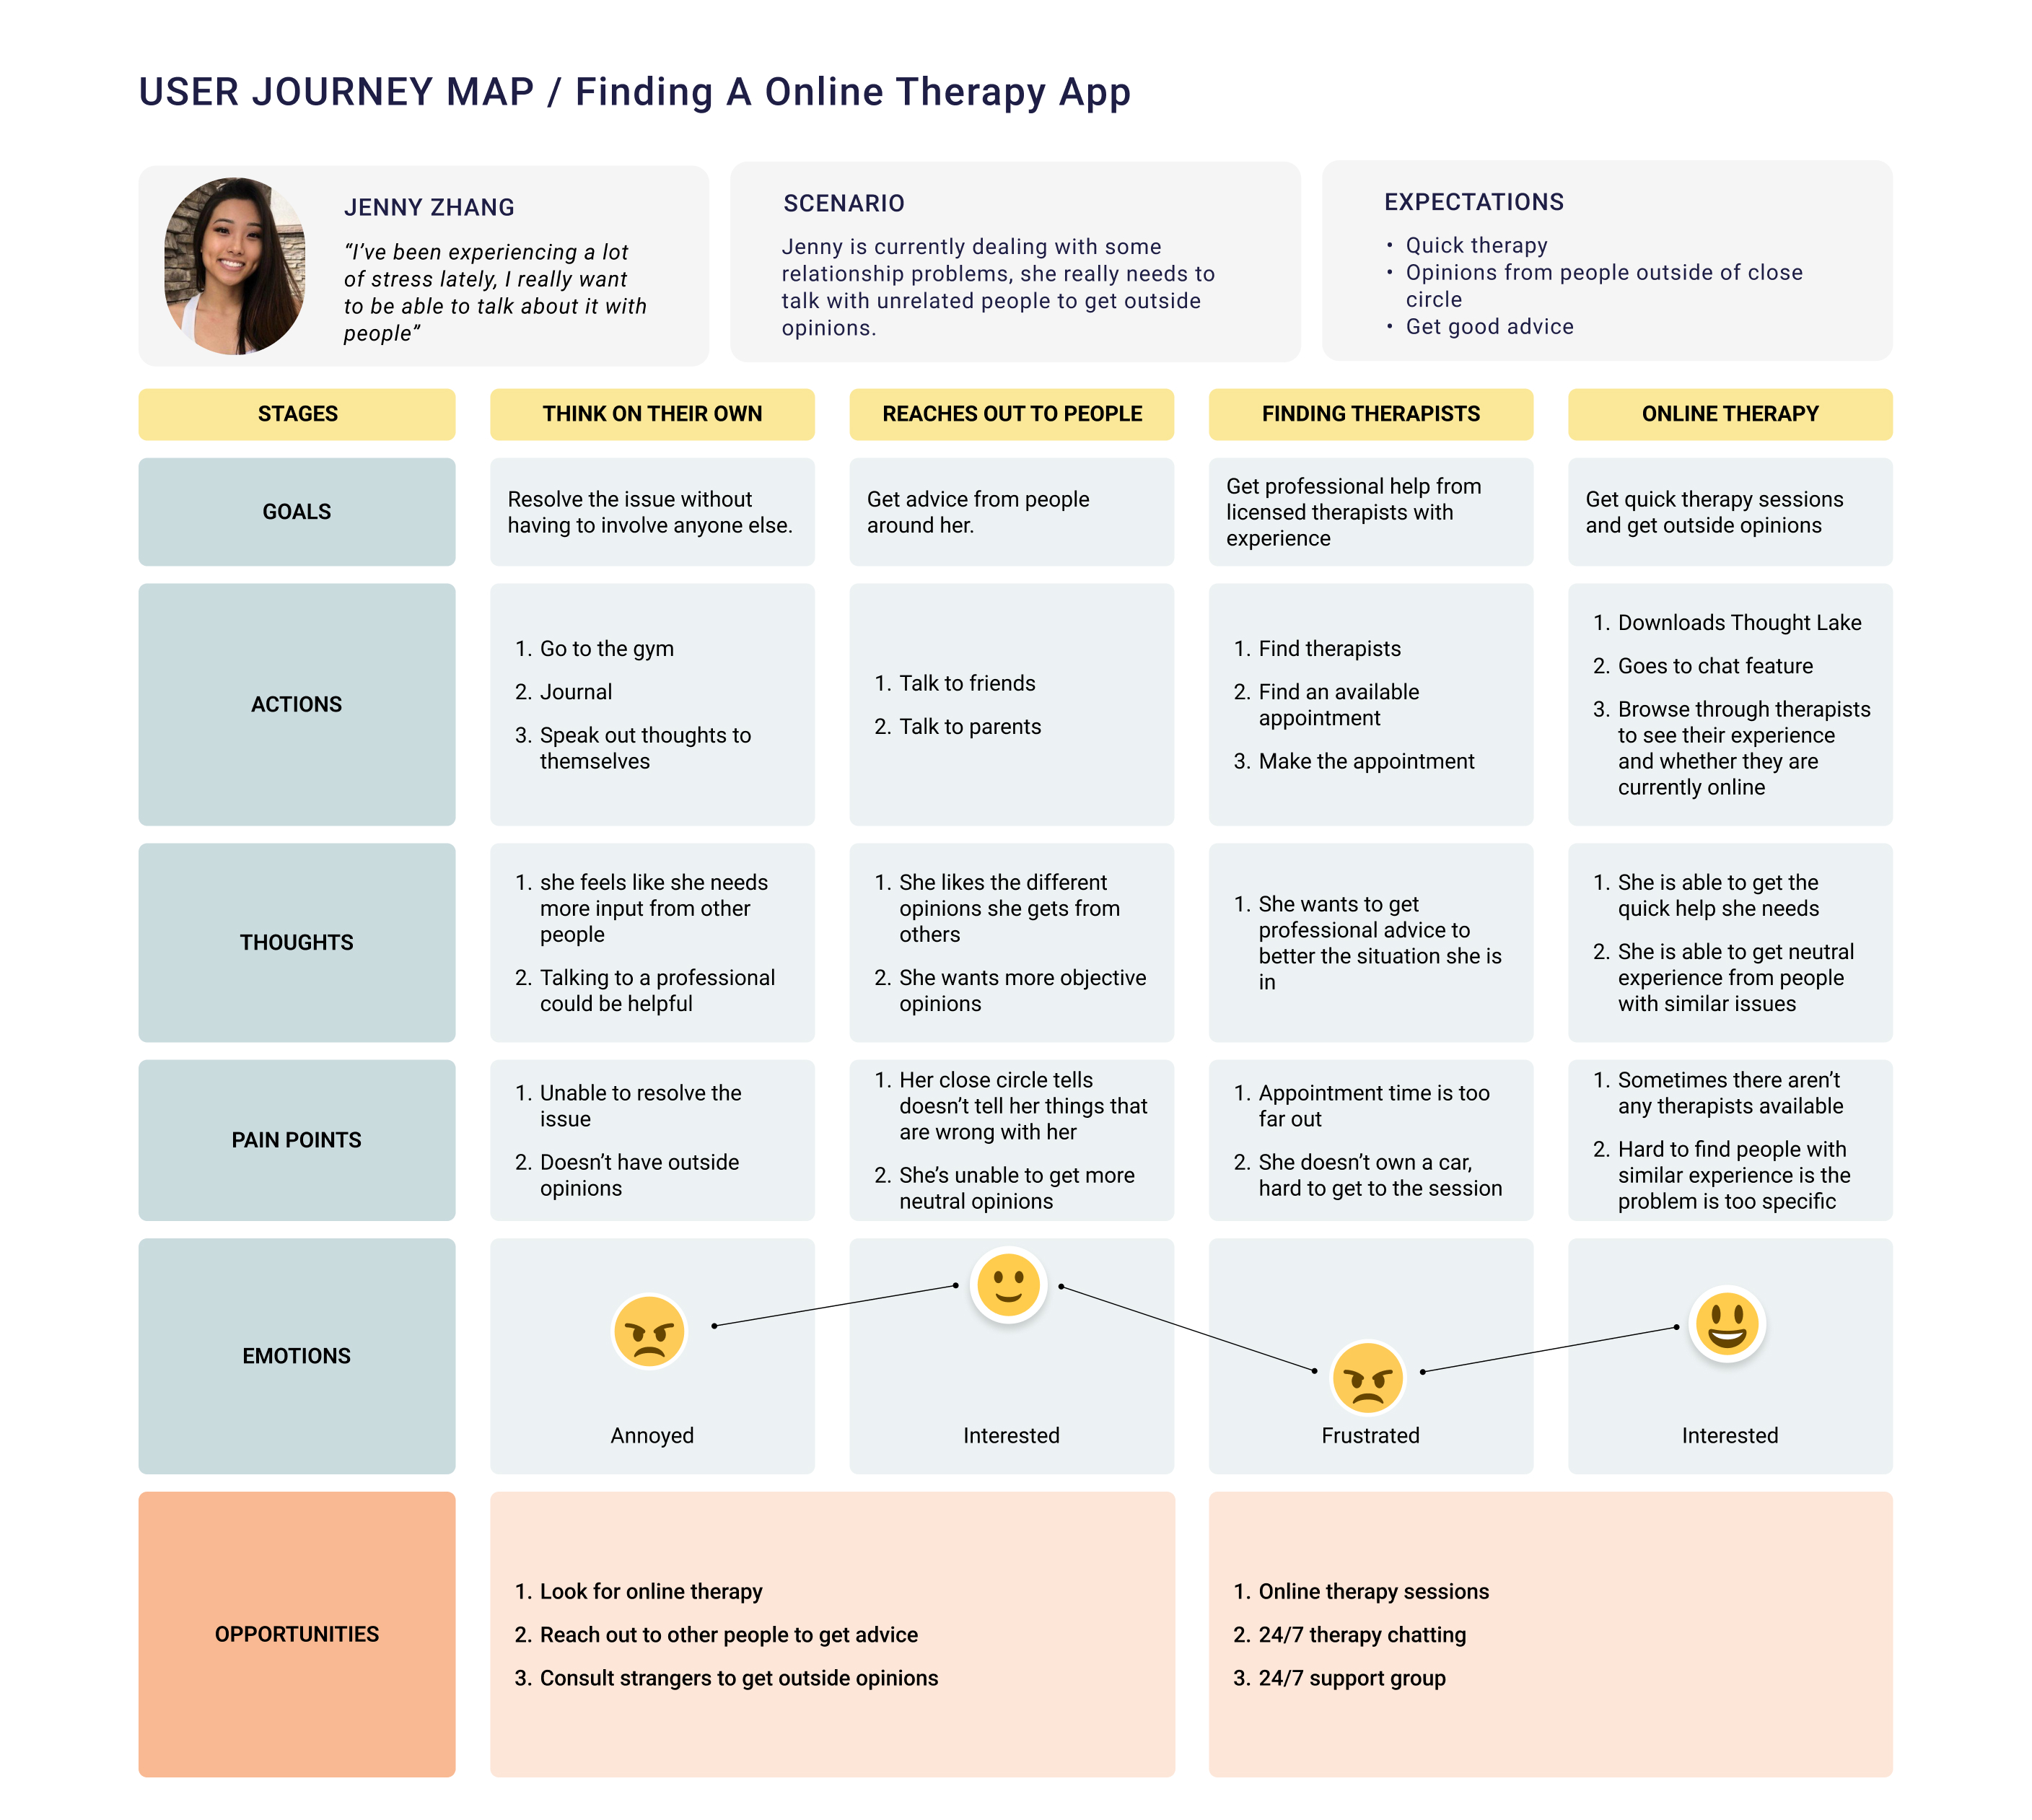 USER JOURNEY MAP / Finding A Online Therapy App
JENNY ZHANG
“I’ve been experiencing a lot
of stress lately, I really want
to be able to talk about it with
people”
SCENARIO
Jenny is currently dealing with some
relationship problems, she really needs to
talk with unrelated people to get outside
opinions.
EXPECTATIONS
• Quick therapy
• Opinions from people outside of close
circle
• Get good advice
STAGES
THINK ON THEIR OWN
REACHES OUT TO PEOPLE
FINDING THERAPISTS
ONLINE THERAPY
GOALS
Resolve the issue without
having to involve anyone else.
Get advice from people
around her.
Get professional help from
licensed therapists with
experience
Get quick therapy sessions
and get outside opinions
ACTIONS
1. Go to the gym
2. Journal
3. Speak out thoughts to
themselves
1. Talk to friends
2. Talk to parents
1. Find therapists
2. Find an available
appointment
3. Make the appointment
1. Downloads Thought Lake
2. Goes to chat feature
3. Browse through therapists
to see their experience
and whether they are
currently online
THOUGHTS
1. she feels like she needs
more input from other
people
2. Talking to a professional
could be helpful
1. She likes the different
opinions she gets from
others
2. She wants more objective
opinions
1. She wants to get
professional advice to
better the situation she is
in
1. She is able to get the
quick help she needs
2. She is able to get neutral
experience from people
with similar issues
PAIN POINTS
1. Unable to resolve the
issue
2. Doesn’t have outside
opinions
1. Her close circle tells
doesn’t tell her things that
are wrong with her
2. She’s unable to get more
neutral opinions
1. Appointment time is too
far out
2. She doesn’t own a car,
hard to get to the session
1. Sometimes there aren’t
any therapists available
2. Hard to find people with
similar experience is the
problem is too specific
EMOTIONS
Annoyed
Interested
Frustrated
Interested
OPPORTUNITIES
1. Look for online therapy
2. Reach out to other people to get advice
3. Consult strangers to get outside opinions
1. Online therapy sessions
2. 24/7 therapy chatting
3. 24/7 support group